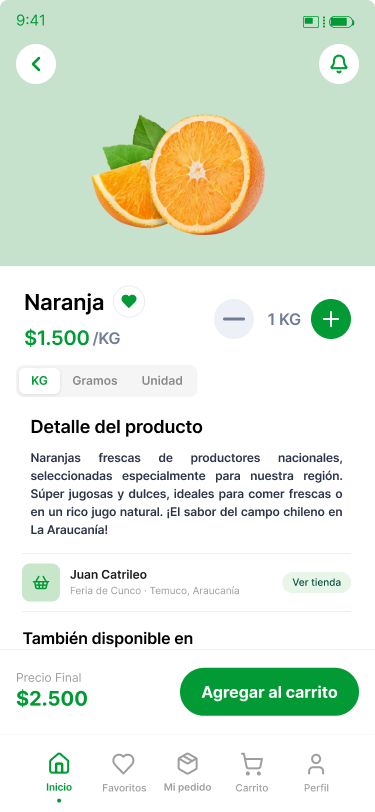 9:41
Naranja
$1.500 /KG
1 KG
KG Gramos Unidad
Detalle del producto
Naranjas frescas de productores nacionales,
seleccionadas especialmente para nuestra región.
Súper jugosas y dulces, ideales para comer frescas o
en un rico jugo natural. ¡El sabor del campo chileno en
La Araucanía!
Juan Catrileo
Feria de Cunco · Temuco, Araucanía
Ver tienda
También disponible en
Precio Final
$2.500
Agregar al carrito
Inicio Favoritos Mi pedido Carrito Perfil